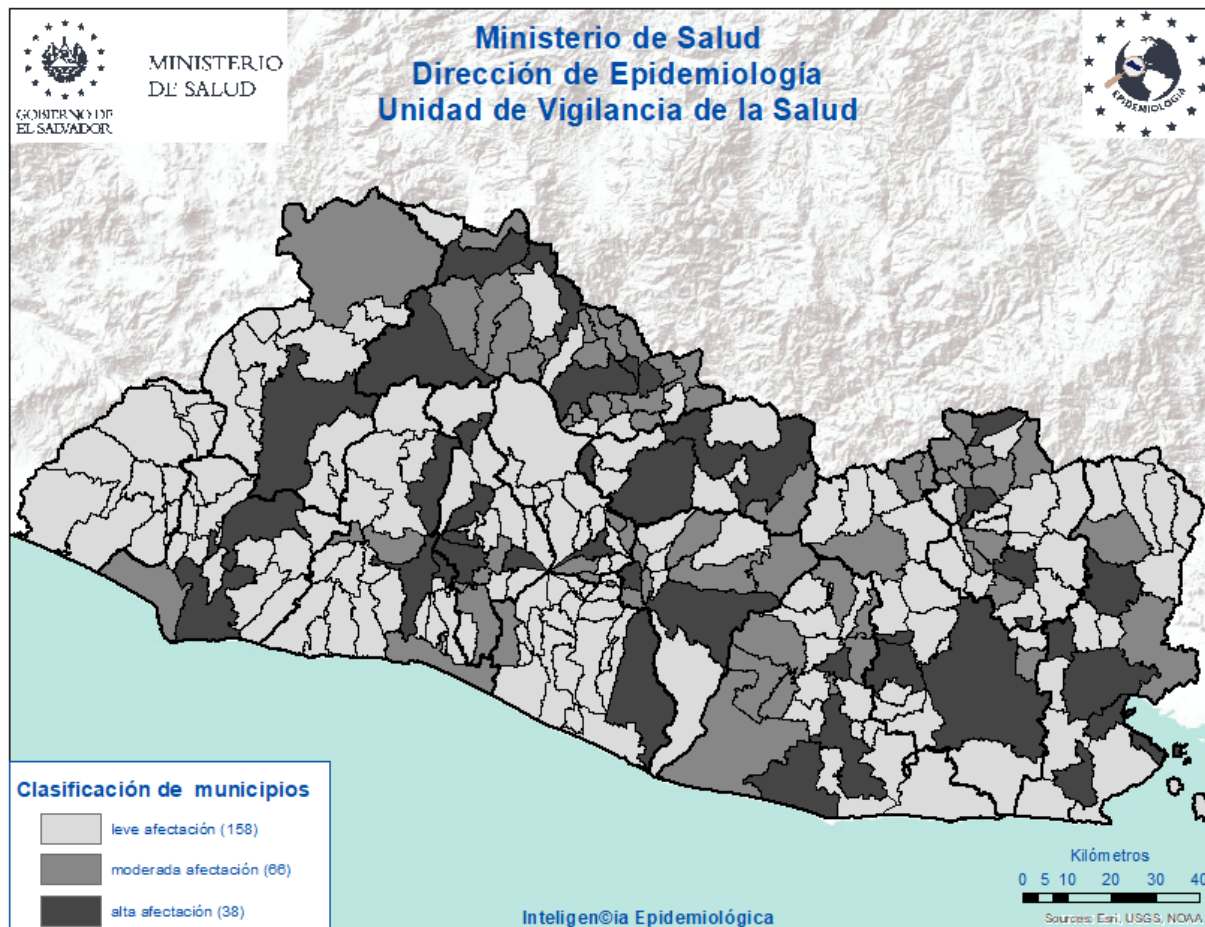 Ministerio de Salud
Dirección de Epidemiología
Unidad de Vigilancia de la Salud
GOBIERNO DE
EL SALVADOR
MINISTERIO
DE SALUD
EPIDEMIOLOGÍA
Clasificación de municipios
leve afectación (158)
moderada afectación (66)
alta afectación (38)
Inteligen©ia Epidemiológica
Kilómetros
0 5 10 20 30 40
Sources: Esri, USGS, NOAA